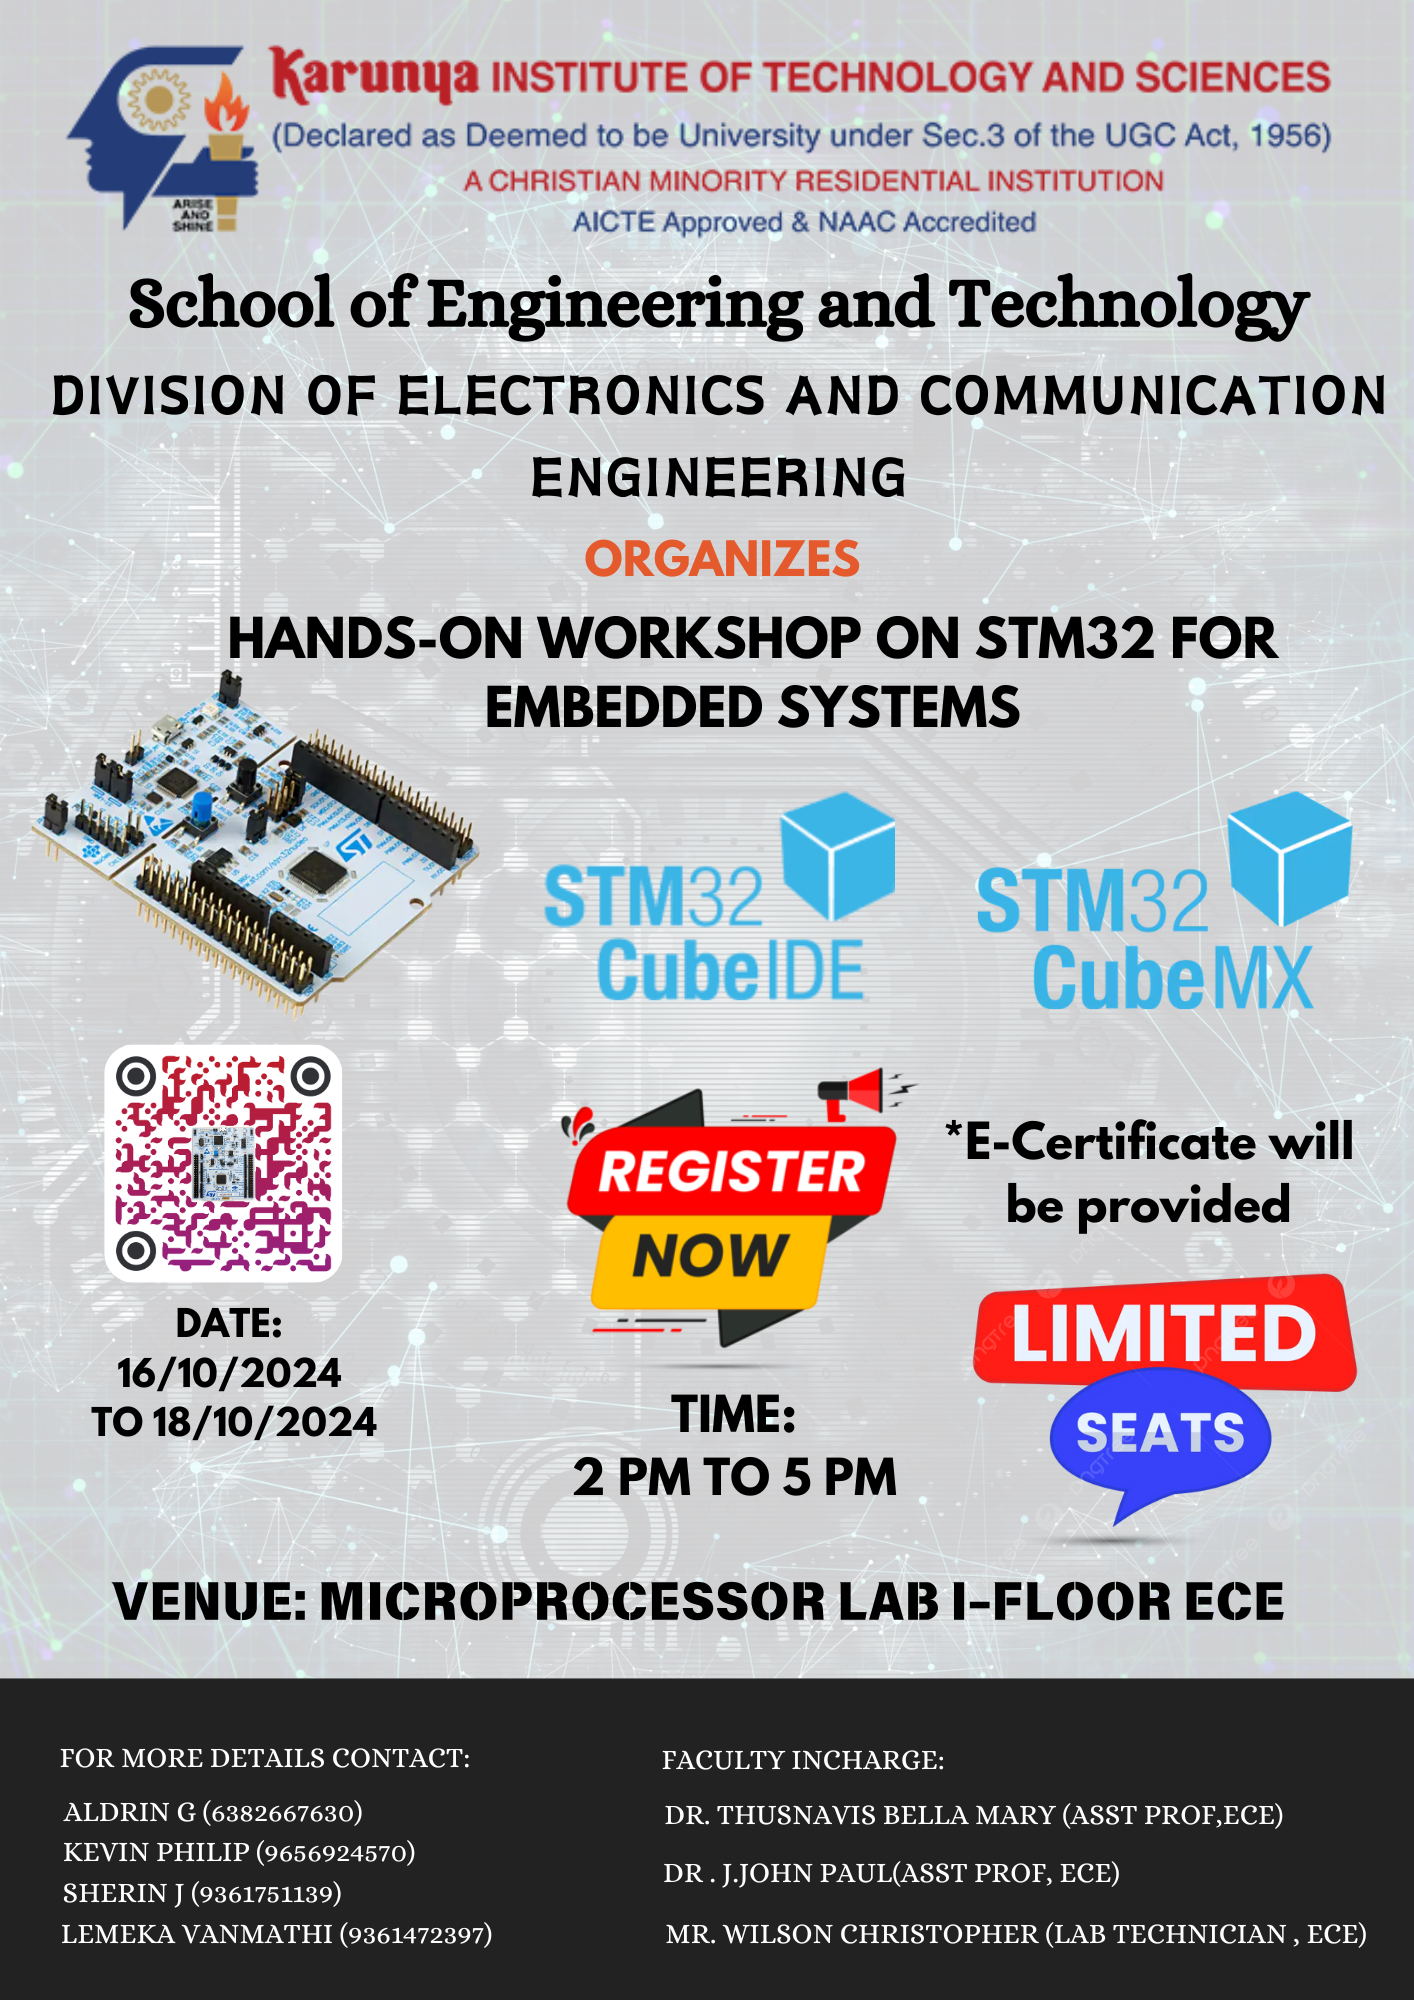 Karunya INSTITUTE OF TECHNOLOGY AND SCIENCES
(Declared as Deemed to be University under Sec.3 of the UGC Act, 1956)
A CHRISTIAN MINORITY RESIDENTIAL INSTITUTION
AICTE Approved & NAAC Accredited
ARISE
AND
SHINE
School of Engineering and Technology
DIVISION OF ELECTRONICS AND COMMUNICATION
ENGINEERING
ORGANIZES
HANDS-ON WORKSHOP ON STM32 FOR
EMBEDDED SYSTEMS
STM32
CubeIDE
STM32
CubeMX
REGISTER
NOW
*E-Certificate will
be provided
LIMITED
SEATS
DATE:
16/10/2024
TO 18/10/2024
TIME:
2 PM TO 5 PM
VENUE: MICROPROCESSOR LAB I-FLOOR ECE
FOR MORE DETAILS CONTACT:
ALDRIN G (6382667630)
KEVIN PHILIP (9656924570)
SHERIN J (9361751139)
LEMEKA VANMATHI (9361472397)
FACULTY INCHARGE:
DR. THUSNAVIS BELLA MARY (ASST PROF,ECE)
DR . J.JOHN PAUL(ASST PROF, ECE)
MR. WILSON CHRISTOPHER (LAB TECHNICIAN , ECE)